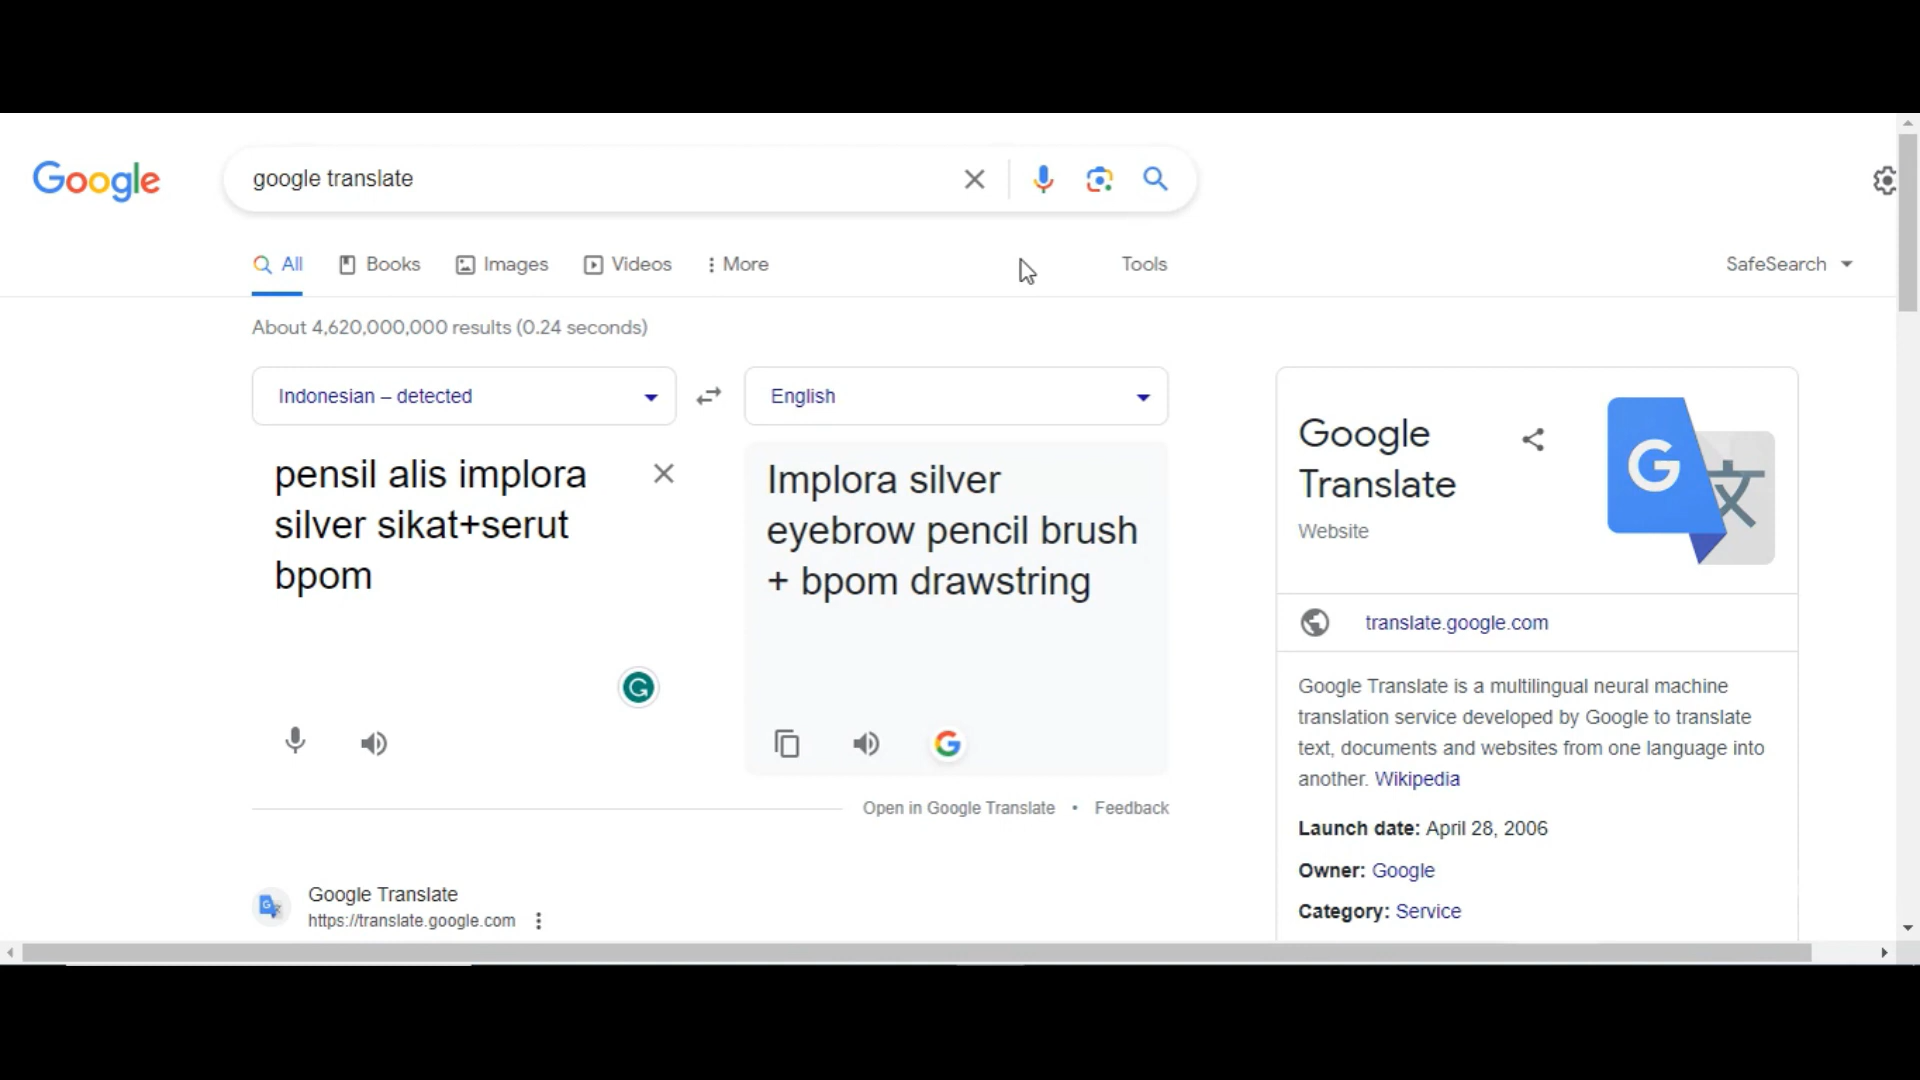 Google
google translate
All
Books
Images
Videos
More
Tools
SafeSearch
About 4,620,000,000 results (0.24 seconds)
Indonesian – detected
English
pensil alis implora
silver sikat+serut
bpom
Implora silver
eyebrow pencil brush
+ bpom drawstring
Open in Google Translate • Feedback
Google Translate
https://translate.google.com
Google
Translate
Website
G
文
translate.google.com
Google Translate is a multilingual neural machine
translation service developed by Google to translate
text, documents and websites from one language into
another. Wikipedia
Launch date: April 28, 2006
Owner: Google
Category: Service